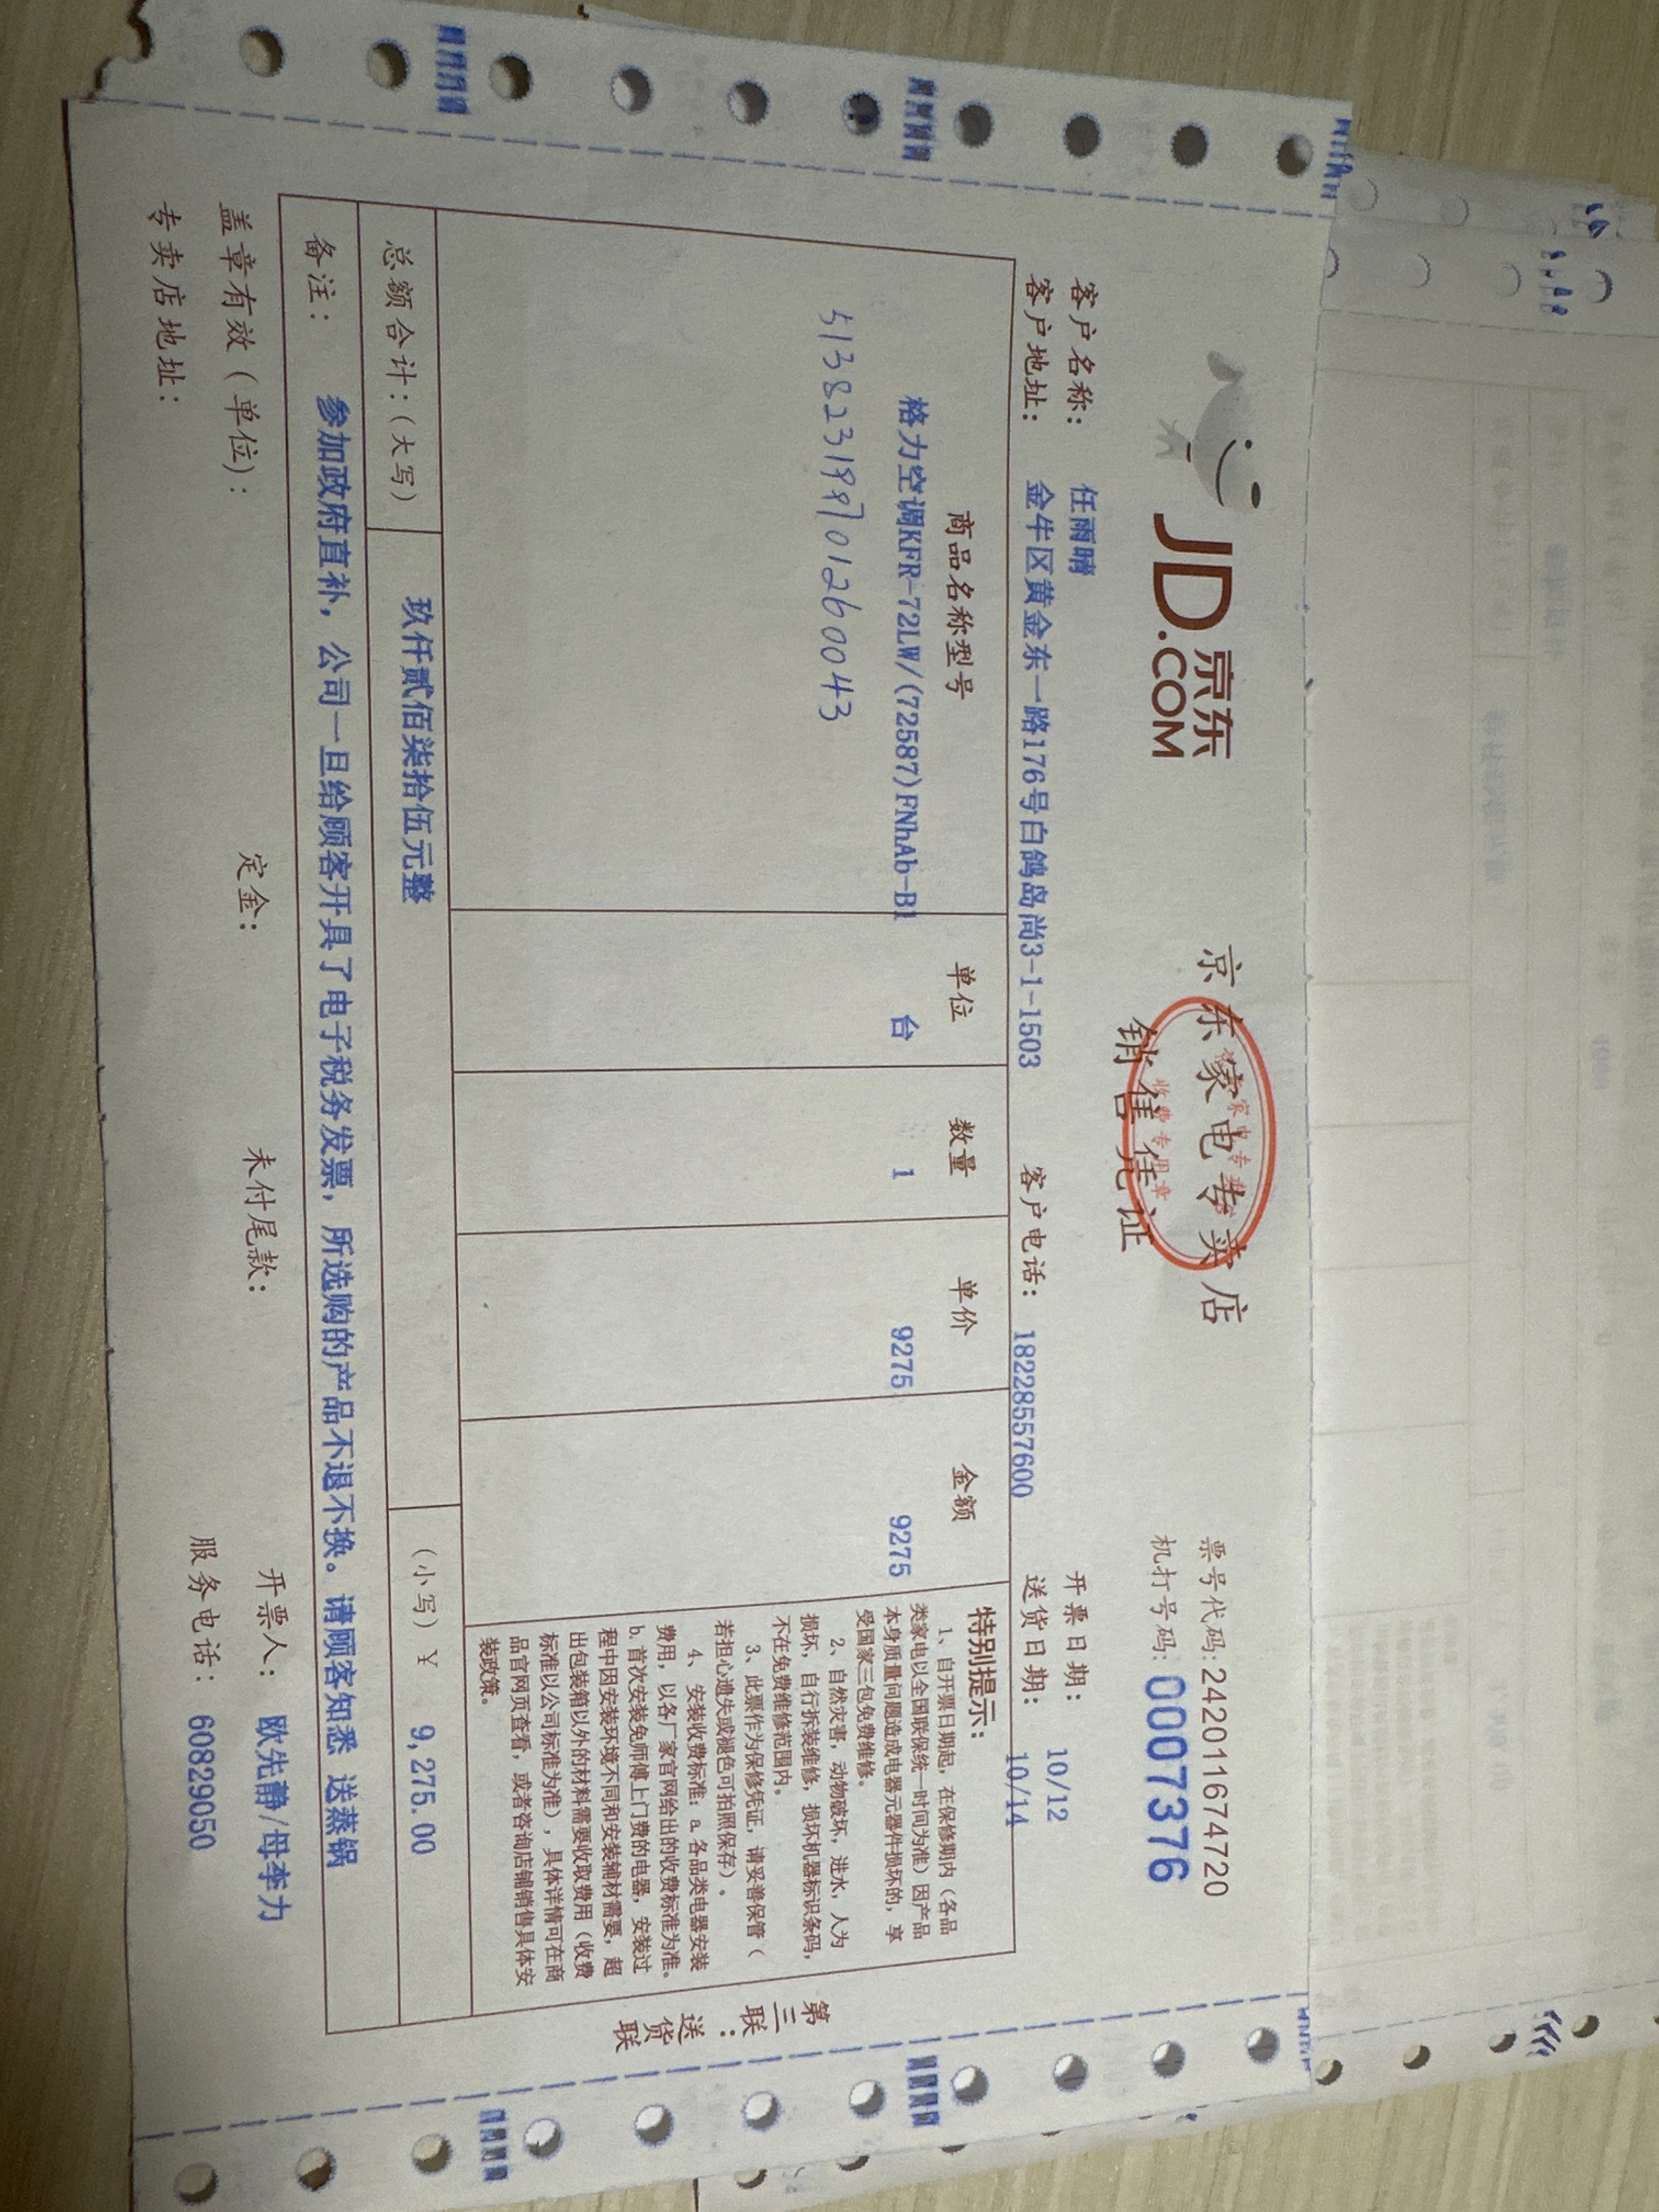 京东
JD.COM
京东家电专卖店
销售凭证
票号代码:242011674720
机打号码:0007376
客户名称: 任雨晴
开票日期: 10/12
客户地址: 金牛区黄金东一路176号白鸽岛尚3-1-1503 客户电话: 18228557600 送货日期: 10/14
商品名称型号 单位 数量 单价 金额
格力空调KFR-72LW/(72587)FNhAb-B1 台 1 9275 9275
513823199701260043
特别提示:
1、自开票日期起,在保修期内(各品
类家电以全国联保统一时间为准)因产品
本身质量问题造成电器元器件损坏的,享
受国家三包免费维修。
2、自然灾害,动物破坏,进水,人为
损坏,自行拆装维修,损坏机器标识条码,
不在免费维修范围内。
3、此票作为保修凭证,请妥善保管(
若担心遗失或褪色可拍照保存)。
4、安装收费标准:a.各品类电器安装
费用,以各厂家官网给出的收费标准为准。
b.首次安装免师傅上门费的电器,安装过
程中因安装环境不同和安装辅材需要,超
出包装箱以外的材料需要收取费用(收费
标准以公司标准为准),具体详情可在商
品官网页查看,或者咨询店铺销售具体安
装政策。
总额合计:(大写) 玖仟贰佰柒拾伍元整 (小写)¥ 9,275.00
备注: 参加政府直补,公司一旦给顾客开具了电子税务发票,所选购的产品不退不换。请顾客知悉 送蒸锅
盖章有效(单位): 定金: 未付尾款: 开票人: 欧先静/母李力
专卖店地址: 服务电话: 60829050
第三联:送货联
收费专用章